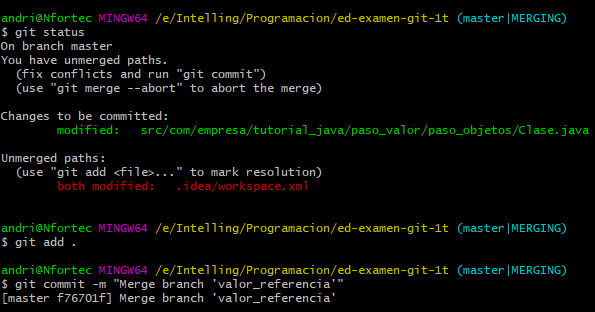 andri@Nfortec MINGW64 /e/Intelling/Programacion/ed-examen-git-1t (master|MERGING)
$ git status
On branch master
You have unmerged paths.
  (fix conflicts and run "git commit")
  (use "git merge --abort" to abort the merge)

Changes to be committed:
        modified:   src/com/empresa/tutorial_java/paso_valor/paso_objetos/Clase.java

Unmerged paths:
  (use "git add <file>..." to mark resolution)
        both modified:   .idea/workspace.xml

andri@Nfortec MINGW64 /e/Intelling/Programacion/ed-examen-git-1t (master|MERGING)
$ git add .

andri@Nfortec MINGW64 /e/Intelling/Programacion/ed-examen-git-1t (master|MERGING)
$ git commit -m "Merge branch 'valor_referencia'"
[master f76701f] Merge branch 'valor_referencia'